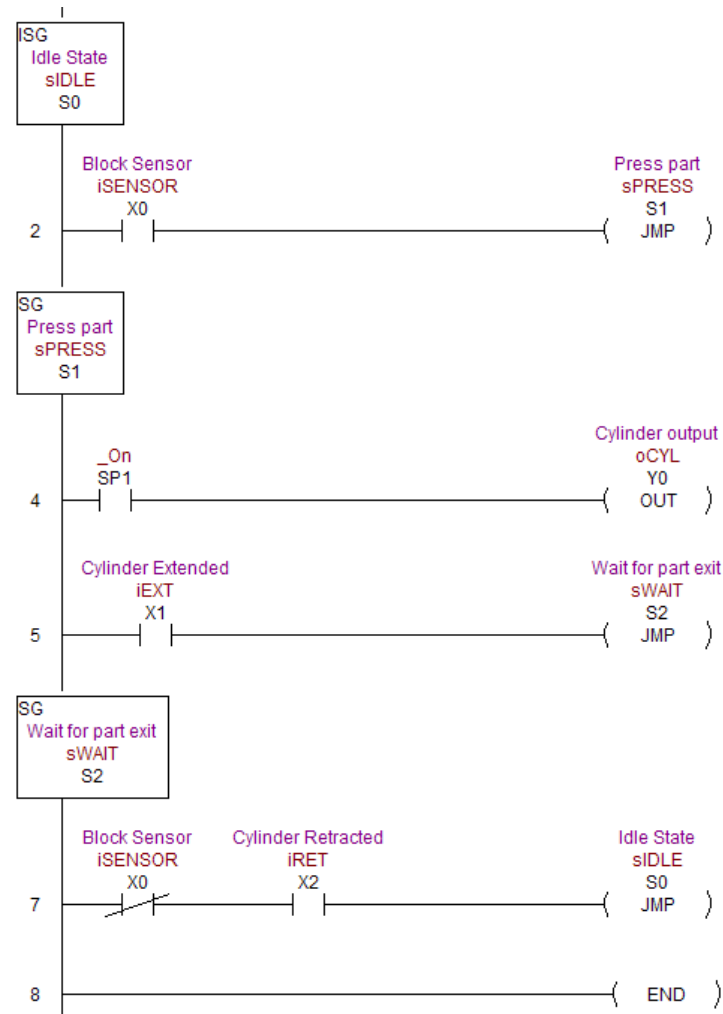 ISG
Idle State
sIDLE
S0
Block Sensor
iSENSOR
X0
Press part
sPRESS
S1
2
JMP
SG
Press part
sPRESS
S1
_On
SP1
Cylinder output
oCYL
Y0
4
OUT
Cylinder Extended
iEXT
X1
Wait for part exit
sWAIT
S2
5
JMP
SG
Wait for part exit
sWAIT
S2
Block Sensor
iSENSOR
X0
Cylinder Retracted
iRET
X2
Idle State
sIDLE
S0
7
JMP
8
END